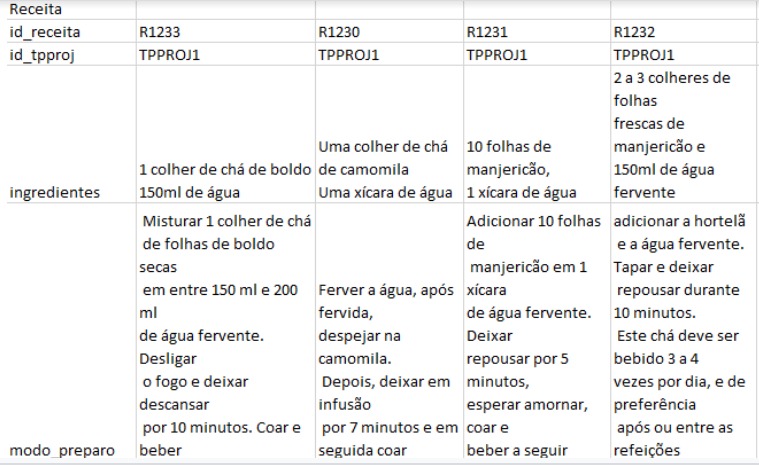 Receita
id_receita R1233 R1230 R1231 R1232
id_tpproj TPPROJ1 TPPROJ1 TPPROJ1 TPPROJ1
ingredientes
1 colher de chá de boldo
150ml de água
Uma colher de chá
de camomila
Uma xícara de água
10 folhas de
manjericão,
1 xícara de água
2 a 3 colheres de
folhas
frescas de
manjericão e
150ml de água
fervente
modo_preparo
Misturar 1 colher de chá
de folhas de boldo
secas
em entre 150 ml e 200
ml
de água fervente.
Desligar
o fogo e deixar
descansar
por 10 minutos. Coar e
beber
Ferver a água, após
fervida,
despejar na
camomila.
Depois, deixar em
infusão
por 7 minutos e em
seguida coar
Adicionar 10 folhas
de
manjericão em 1
xícara
de água fervente.
Deixar
repousar por 5
minutos,
esperar amornar,
coar e
beber a seguir
adicionar a hortelã
e a água fervente.
Tapar e deixar
repousar durante
10 minutos.
Este chá deve ser
bebido 3 a 4
vezes por dia, e de
preferência
após ou entre as
refeições